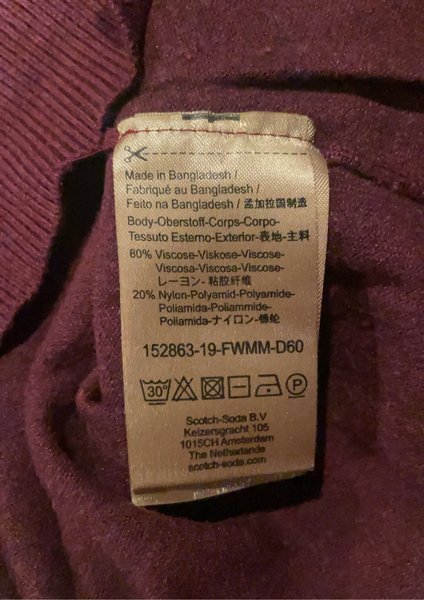 Made in Bangladesh /
Fabriqué au Bangladesh /
Feito na Bangladesh / 孟加拉国制造
Body-Oberstoff-Corps-Corpo-
Tessuto Esterno-Exterior-表地-主料
80% Viscose-Viskose-Viscose-
Viscosa-Viscosa-Viscose-
レーヨン- 粘胶纤维
20% Nylon-Polyamid-Polyamide-
Poliamida-Poliammide-
Poliamida-ナイロン-锦纶
152863-19-FWMM-D60
30° P
Scotch-Soda B.V
Keizersgracht 105
1015CH Amsterdam
The Netherlands
scotch-soda.com